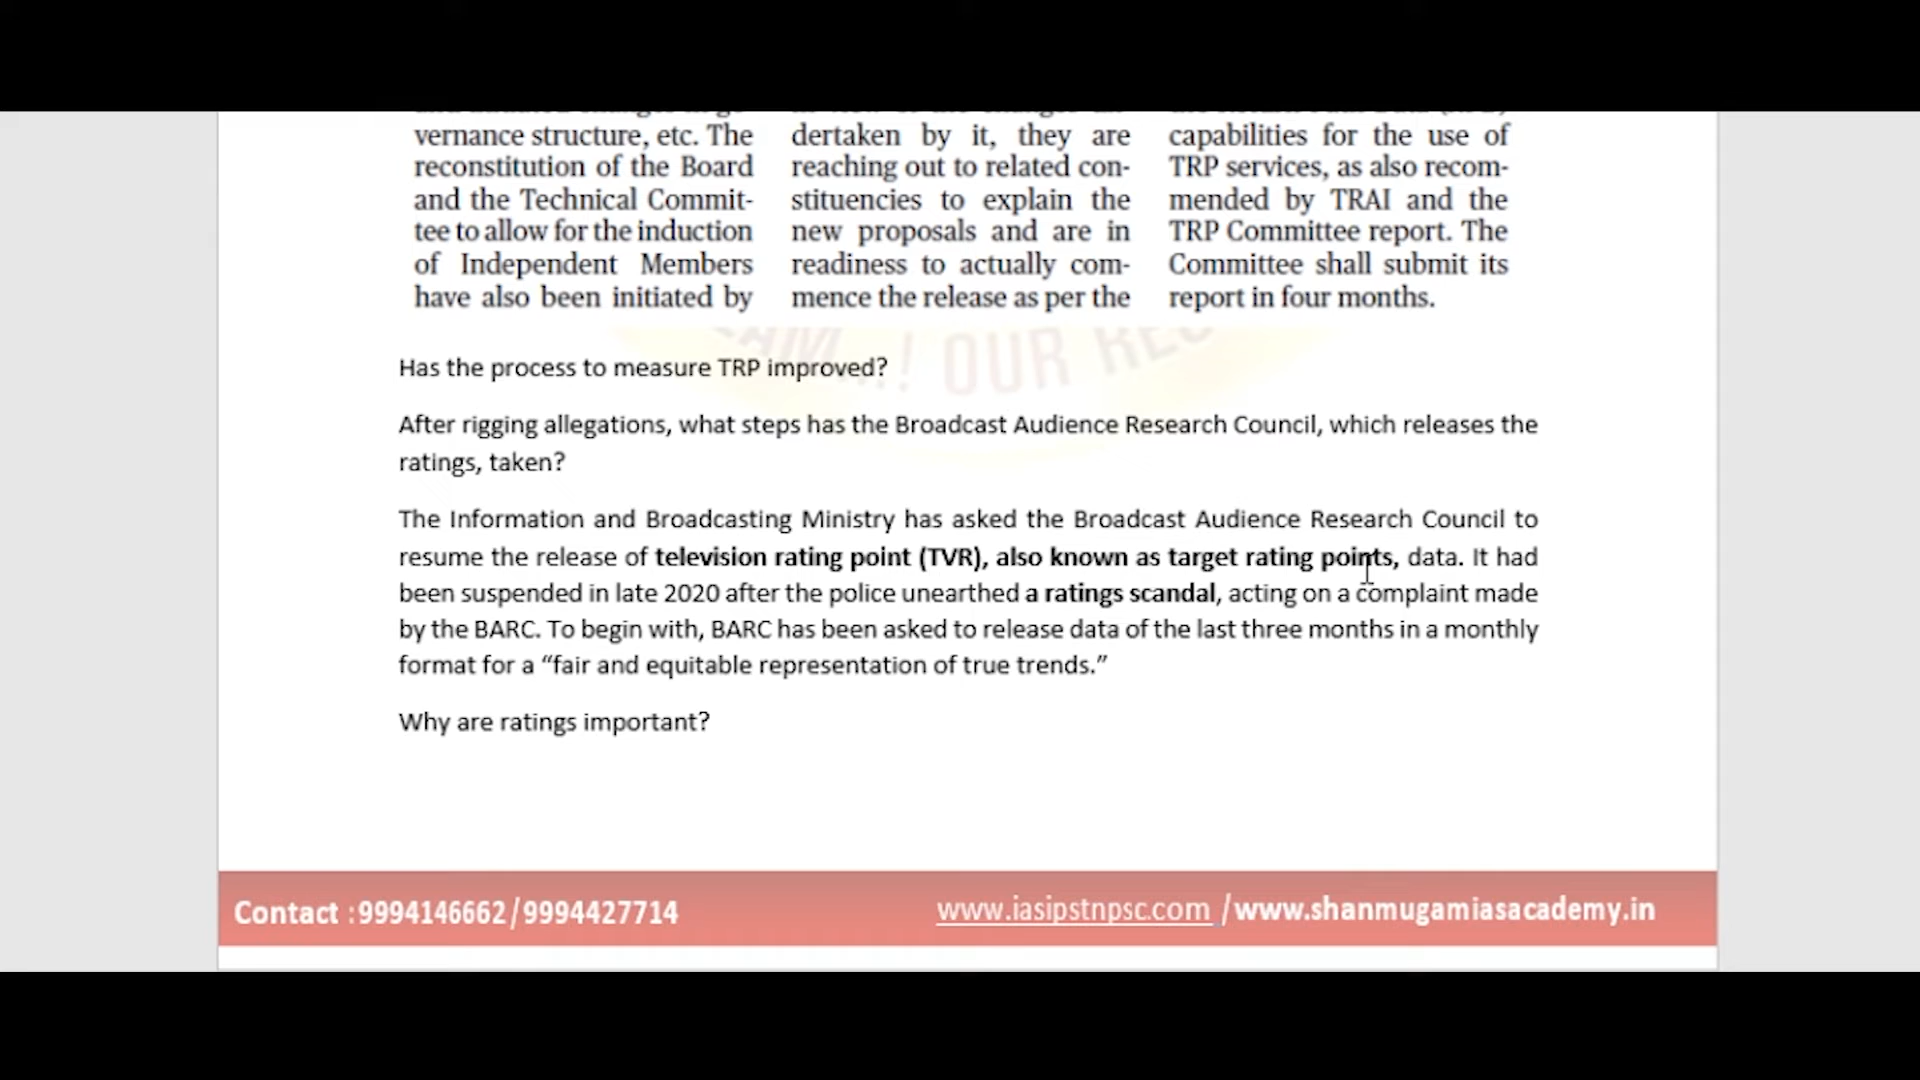 vernance structure, etc. The
reconstitution of the Board
and the Technical Commit-
tee to allow for the induction
of Independent Members
have also been initiated by
dertaken by it, they are
reaching out to related con-
stituencies to explain the
new proposals and are in
readiness to actually com-
mence the release as per the
capabilities for the use of
TRP services, as also recom-
mended by TRAI and the
TRP Committee report. The
Committee shall submit its
report in four months.
! OUR
Has the process to measure TRP improved?
After rigging allegations, what steps has the Broadcast Audience Research Council, which releases the
ratings, taken?
The Information and Broadcasting Ministry has asked the Broadcast Audience Research Council to
resume the release of television rating point (TVR), also known as target rating points, data. It had
been suspended in late 2020 after the police unearthed a ratings scandal, acting on a complaint made
by the BARC. To begin with, BARC has been asked to release data of the last three months in a monthly
format for a “fair and equitable representation of true trends.”
Why are ratings important?
Contact :9994146662/9994427714
www.iasipstnpsc.com /www.shanmugamiasacademy.in